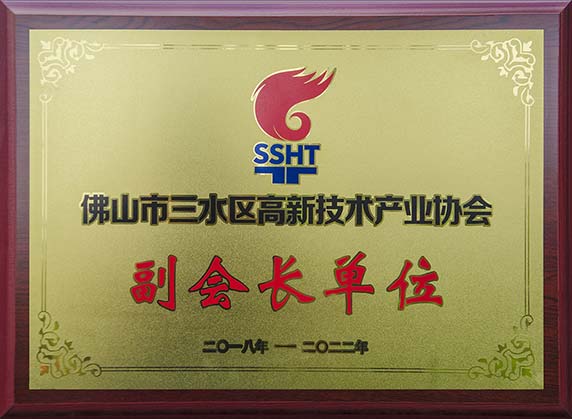 SSHT
佛山市三水区高新技术产业协会
副会长单位
二〇一八年 — 二〇二二年